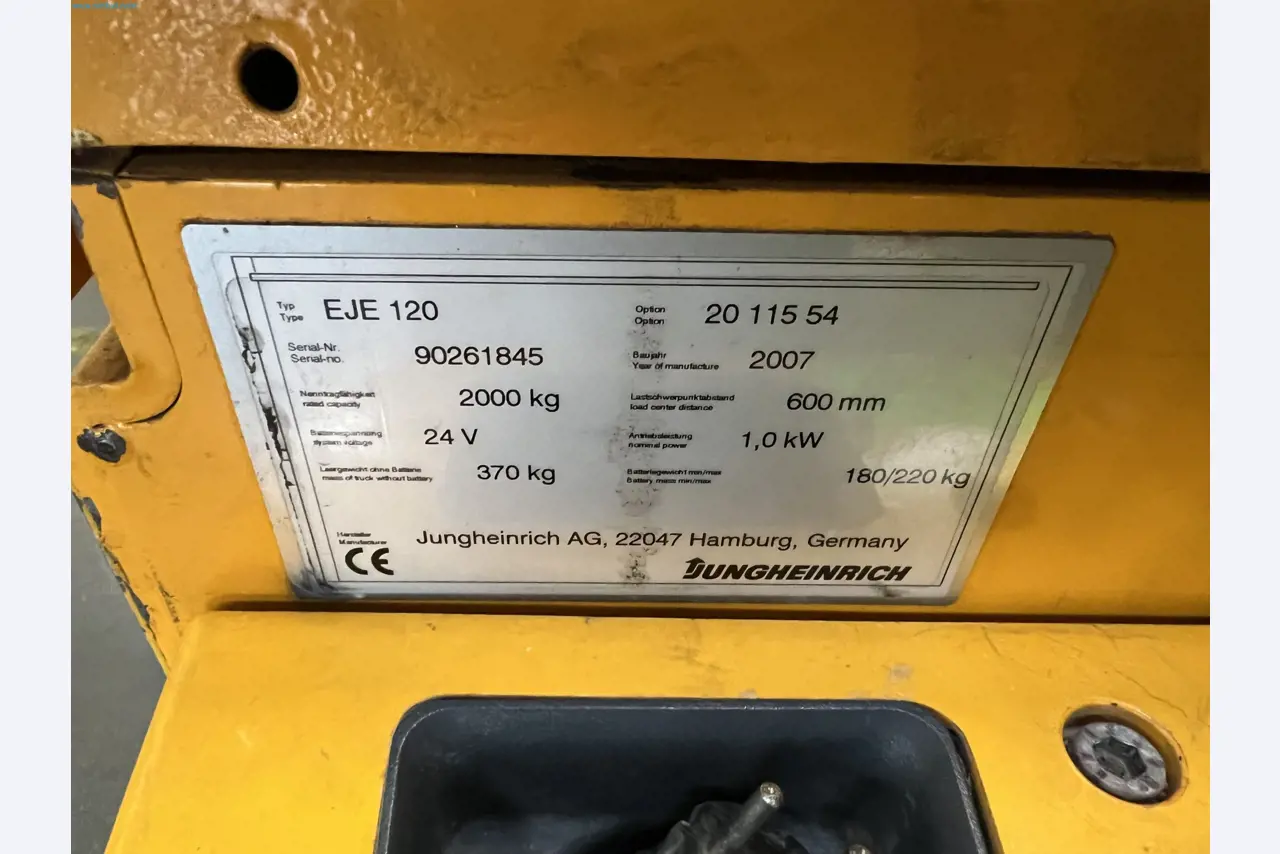 Typ
Type EJE 120
Option
Option 20 115 54
Serial-Nr.
Serial-no. 90261845
Baujahr
Year of manufacture 2007
Nenntragfähigkeit
rated capacity 2000 kg
Lastschwerpunktabstand
load center distance 600 mm
Batteriespannung
system voltage 24 V
Antriebsleistung
nominal power 1,0 kW
Leergewicht ohne Batterie
mass of truck without battery 370 kg
Batteriegewicht min/max
Battery mass min/max 180/220 kg
Hersteller
Manufacturer
Jungheinrich AG, 22047 Hamburg, Germany
CE
JUNGHEINRICH